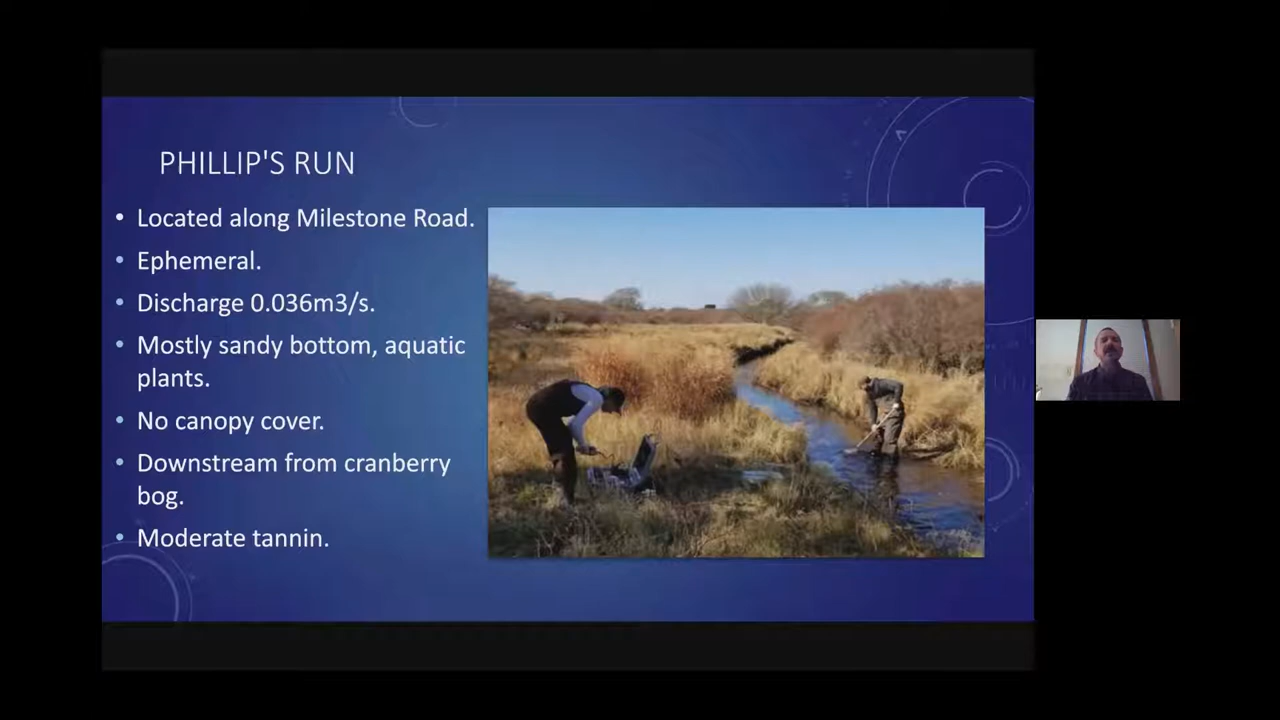 PHILLIP'S RUN
• Located along Milestone Road.
• Ephemeral.
• Discharge 0.036m3/s.
• Mostly sandy bottom, aquatic
plants.
• No canopy cover.
• Downstream from cranberry
bog.
• Moderate tannin.